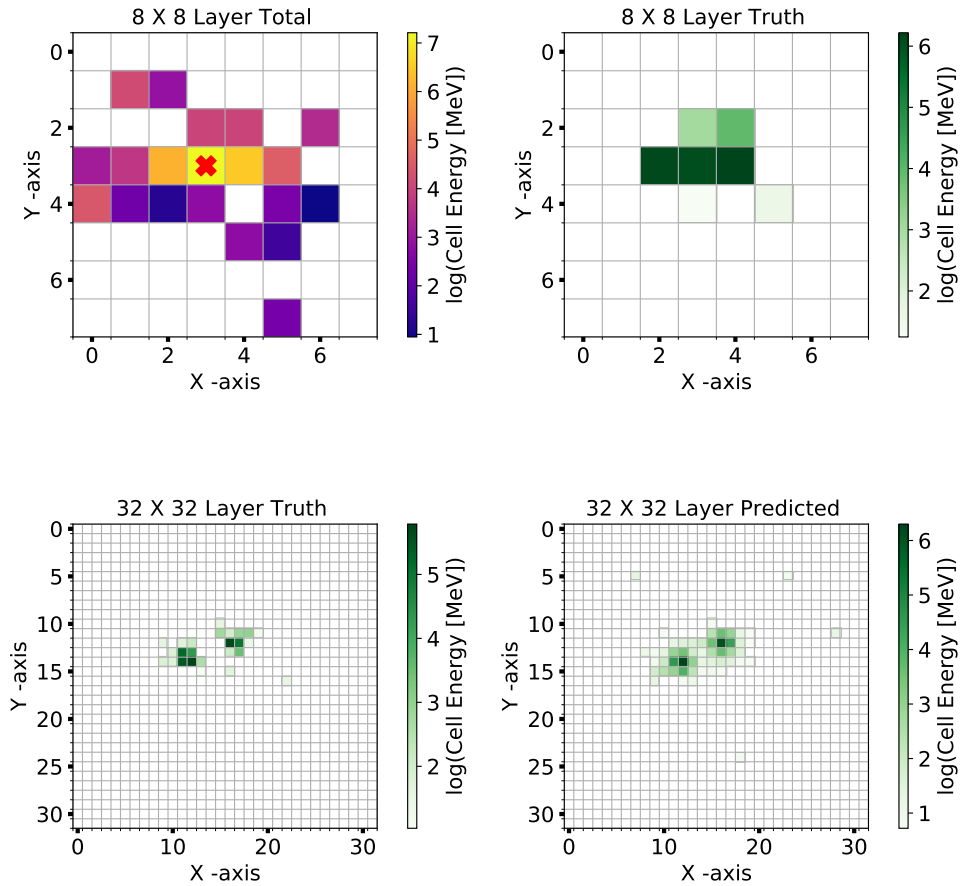 8 X 8 Layer Total
0
2
4
6
Y -axis
0 2 4 6
X -axis
7
6
5
4
3
2
1
log(Cell Energy [MeV])
8 X 8 Layer Truth
0
2
4
6
Y -axis
0 2 4 6
X -axis
6
5
4
3
2
log(Cell Energy [MeV])
32 X 32 Layer Truth
0
5
10
15
20
25
30
Y -axis
0 10 20 30
X -axis
5
4
3
2
log(Cell Energy [MeV])
32 X 32 Layer Predicted
0
5
10
15
20
25
30
Y -axis
0 10 20 30
X -axis
6
5
4
3
2
1
log(Cell Energy [MeV])